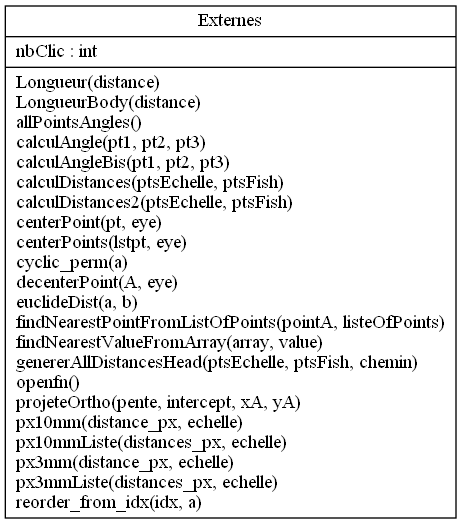 Externes
nbClic : int
Longueur(distance)
LongueurBody(distance)
allPointsAngles()
calculAngle(pt1, pt2, pt3)
calculAngleBis(pt1, pt2, pt3)
calculDistances(ptsEchelle, ptsFish)
calculDistances2(ptsEchelle, ptsFish)
centerPoint(pt, eye)
centerPoints(lstpt, eye)
cyclic_perm(a)
decenterPoint(A, eye)
euclideDist(a, b)
findNearestPointFromListOfPoints(pointA, listeOfPoints)
findNearestValueFromArray(array, value)
genererAllDistancesHead(ptsEchelle, ptsFish, chemin)
openfn()
projeteOrtho(pente, intercept, xA, yA)
px10mm(distance_px, echelle)
px10mmListe(distances_px, echelle)
px3mm(distance_px, echelle)
px3mmListe(distances_px, echelle)
reorder_from_idx(idx, a)